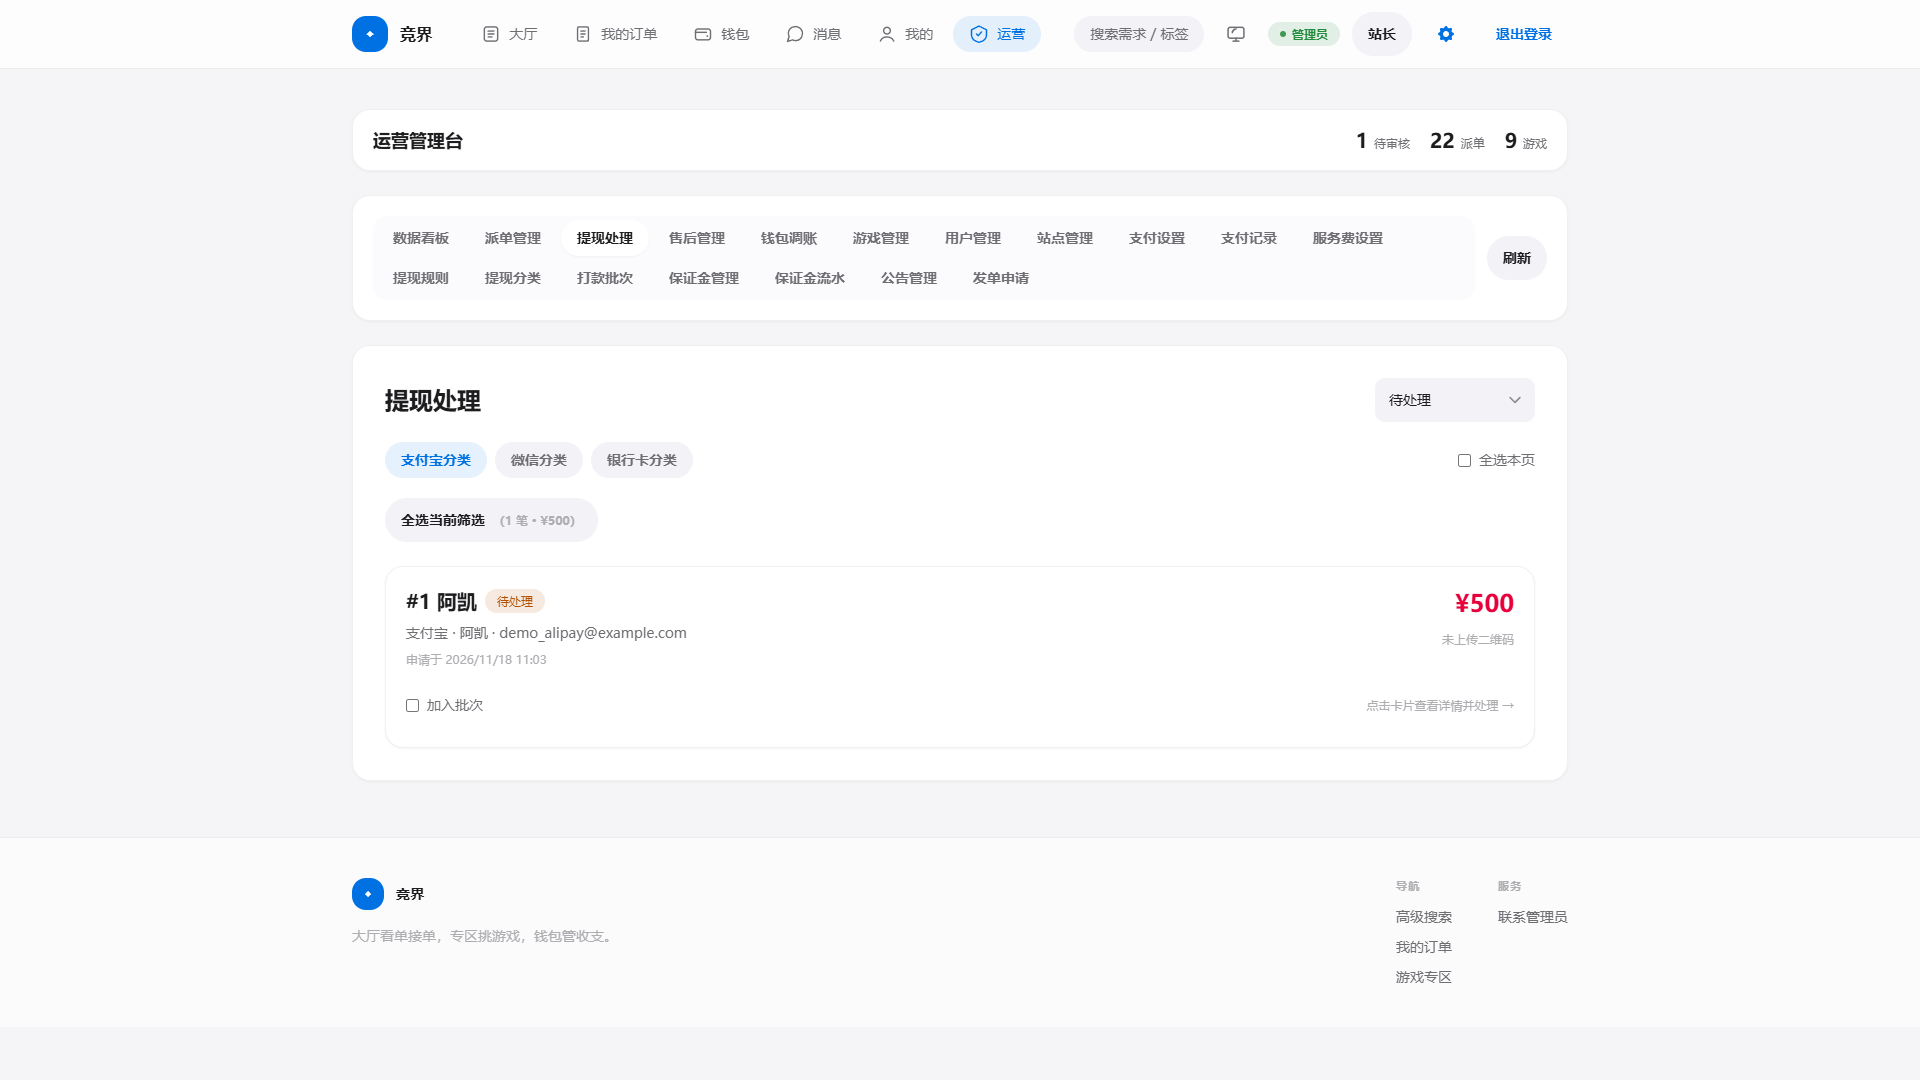 竞界 大厅 我的订单 钱包 消息 我的 运营 搜索需求 / 标签 管理员 站长 退出登录
运营管理台 1 待审核 22 派单 9 游戏
数据看板 派单管理 提现处理 售后管理 钱包调账 游戏管理 用户管理 站点管理 支付设置 支付记录 服务费设置
提现规则 提现分类 打款批次 保证金管理 保证金流水 公告管理 发单申请
刷新
提现处理 待处理
支付宝分类 微信分类 银行卡分类 全选本页
全选当前筛选 (1 笔 • ¥500)
#1 阿凯 待处理 ¥500
支付宝 · 阿凯 · demo_alipay@example.com 未上传二维码
申请于 2026/11/18 11:03
加入批次 点击卡片查看详情并处理 →
竞界
大厅看单接单，专区挑游戏，钱包管收支。
导航
高级搜索
我的订单
游戏专区
服务
联系管理员